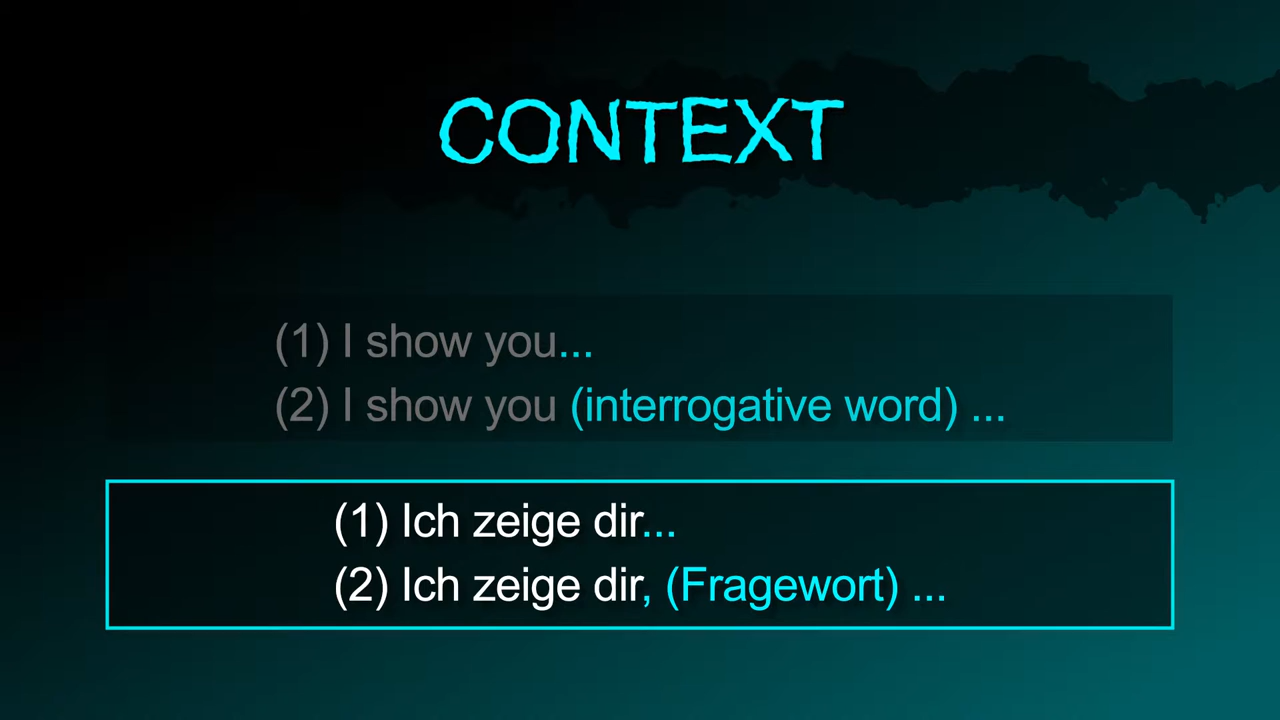 CONTEXT
(1) I show you...
(2) I show you (interrogative word) ...
(1) Ich zeige dir...
(2) Ich zeige dir, (Fragewort) ...